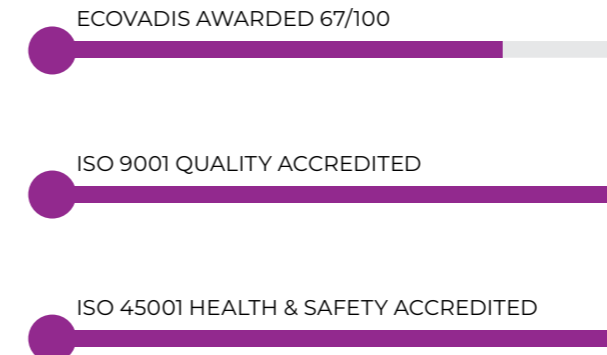 ECOVADIS AWARDED 67/100
ISO 9001 QUALITY ACCREDITED
ISO 45001 HEALTH & SAFETY ACCREDITED